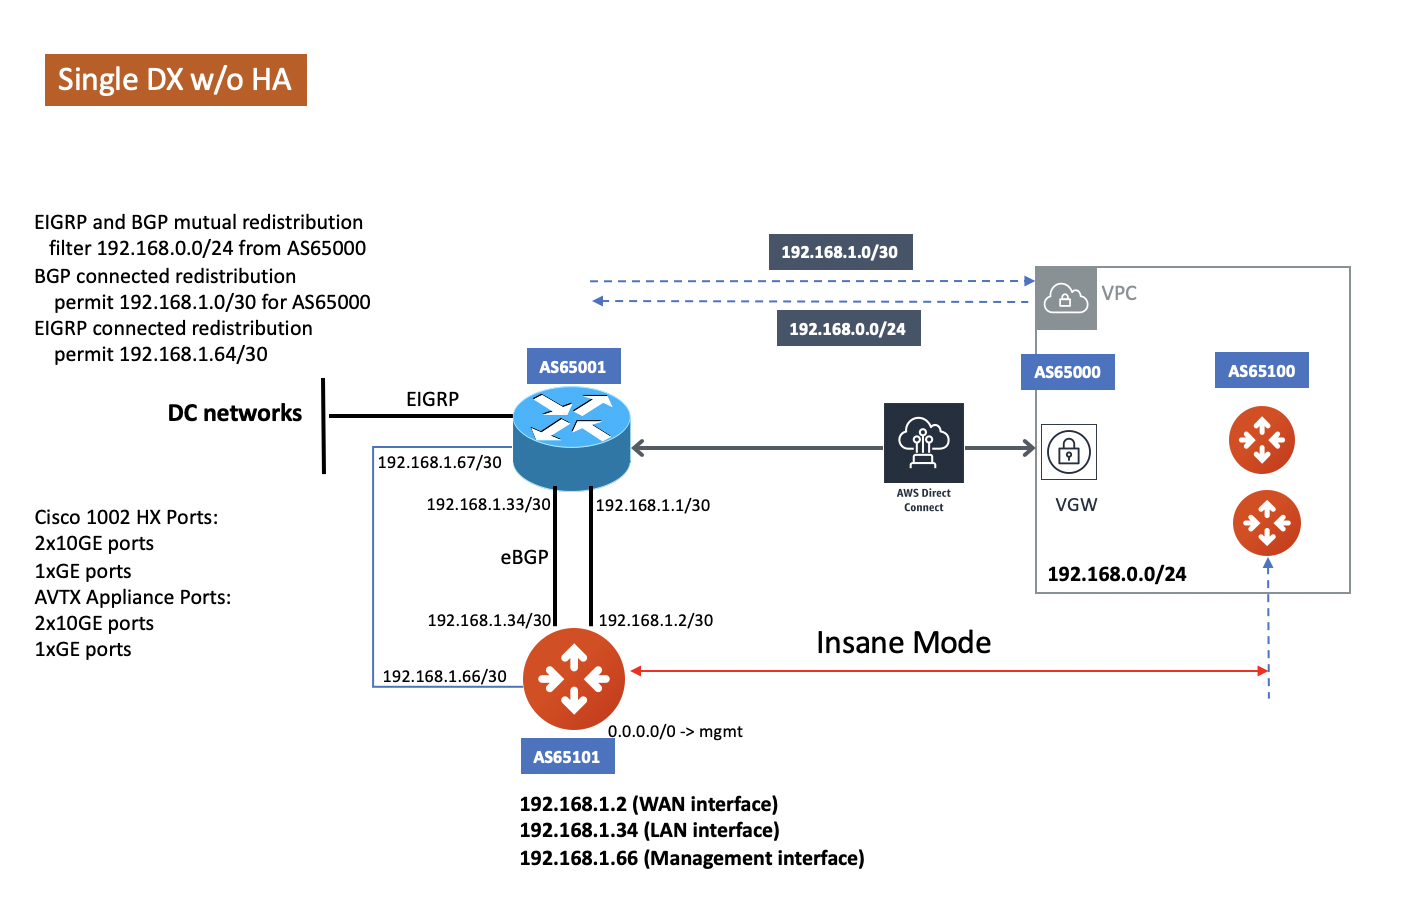 Single DX w/o HA
EIGRP and BGP mutual redistribution
filter 192.168.0.0/24 from AS65000
BGP connected redistribution
permit 192.168.1.0/30 for AS65000
EIGRP connected redistribution
permit 192.168.1.64/30
192.168.1.0/30
192.168.0.0/24
VPC
AS65001
AS65000
AS65100
DC networks
EIGRP
192.168.1.67/30
192.168.1.33/30
192.168.1.1/30
AWS Direct
Connect
VGW
Cisco 1002 HX Ports:
2x10GE ports
1xGE ports
AVTX Appliance Ports:
2x10GE ports
1xGE ports
eBGP
192.168.0.0/24
192.168.1.34/30
192.168.1.2/30
Insane Mode
192.168.1.66/30
0.0.0.0/0 -> mgmt
AS65101
192.168.1.2 (WAN interface)
192.168.1.34 (LAN interface)
192.168.1.66 (Management interface)